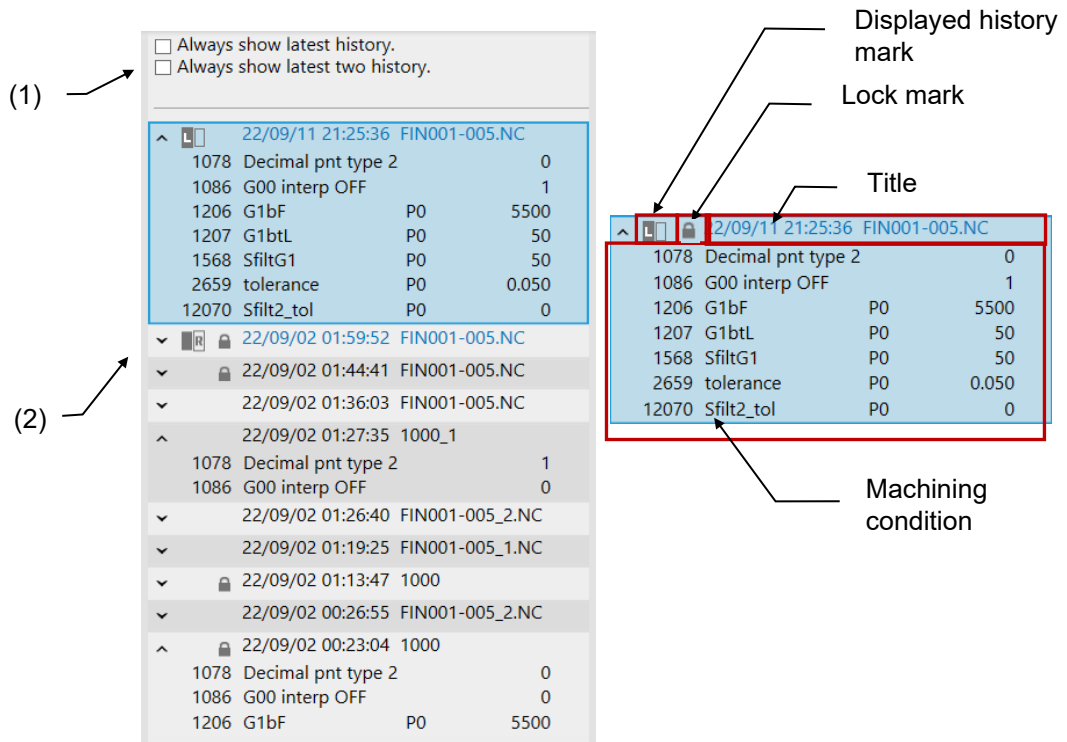 (1)
Always show latest history.
Always show latest two history.
L 22/09/11 21:25:36 FIN001-005.NC
1078 Decimal pnt type 2 0
1086 G00 interp OFF 1
1206 G1bF P0 5500
1207 G1btL P0 50
1568 SfiltG1 P0 50
2659 tolerance P0 0.050
12070 Sfilt2_tol P0 0
(2)
R 22/09/02 01:59:52 FIN001-005.NC
22/09/02 01:44:41 FIN001-005.NC
22/09/02 01:36:03 FIN001-005.NC
22/09/02 01:27:35 1000_1
1078 Decimal pnt type 2 1
1086 G00 interp OFF 0
22/09/02 01:26:40 FIN001-005_2.NC
22/09/02 01:19:25 FIN001-005_1.NC
22/09/02 01:13:47 1000
22/09/02 00:26:55 FIN001-005_2.NC
22/09/02 00:23:04 1000
1078 Decimal pnt type 2 0
1086 G00 interp OFF 0
1206 G1bF P0 5500
Displayed history
mark
Lock mark
Title
L 22/09/11 21:25:36 FIN001-005.NC
1078 Decimal pnt type 2 0
1086 G00 interp OFF 1
1206 G1bF P0 5500
1207 G1btL P0 50
1568 SfiltG1 P0 50
2659 tolerance P0 0.050
12070 Sfilt2_tol P0 0
Machining
condition